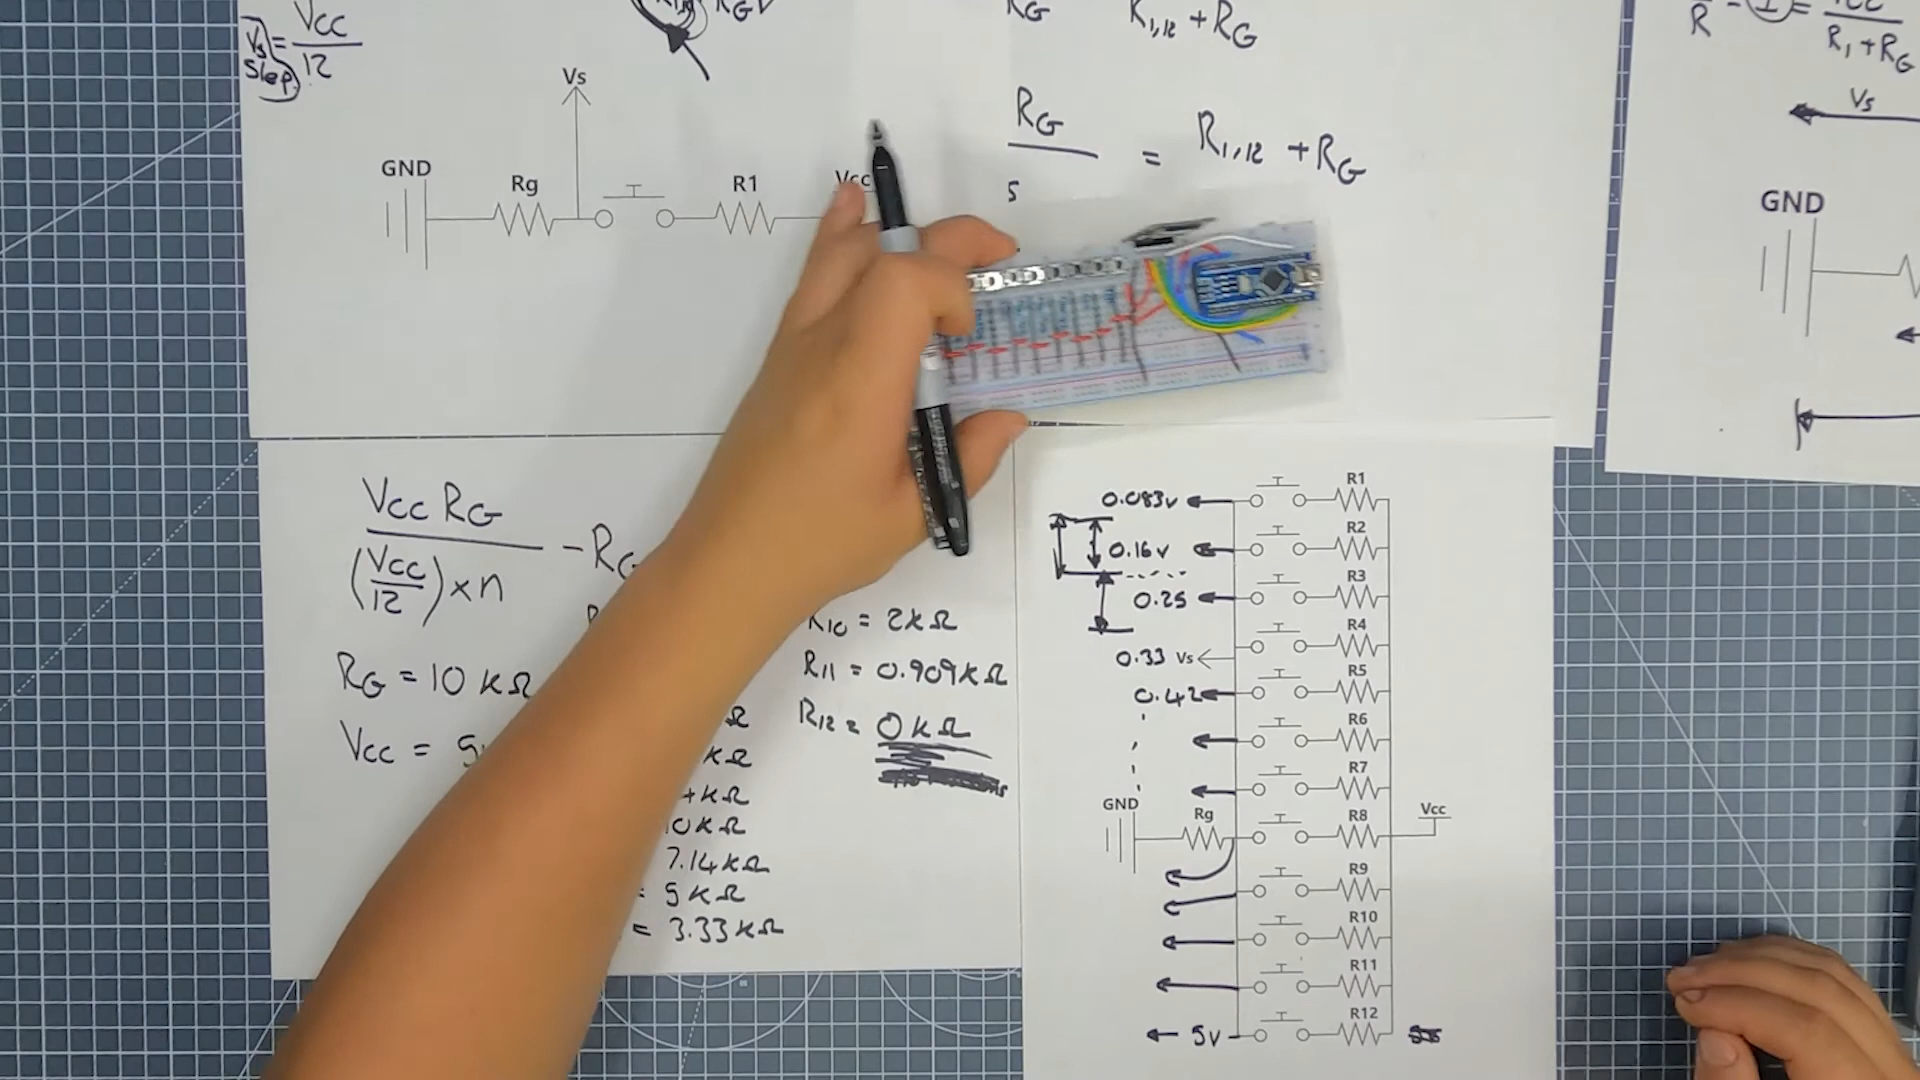 Vs = Vcc
Step 12
RG K1,12 + RG
R I = Vcc
R1 + RG
Vs
GND Rg R1 Vcc
RG = R1,12 + RG
s
Vs
GND
Vcc RG - RG
(Vcc
12) x n
RG = 10 kΩ
Vcc =
R10 = 2kΩ
R11 = 0.909kΩ
R12 = 0kΩ
Ω
kΩ
kΩ
10kΩ
7.14kΩ
= 5kΩ
= 3.33kΩ
0.083v R1
0.16v R2
0.25 R3
R4
0.33 Vs
0.42 R5
R6
R7
GND Rg R8 Vcc
R9
R10
R11
5v R12